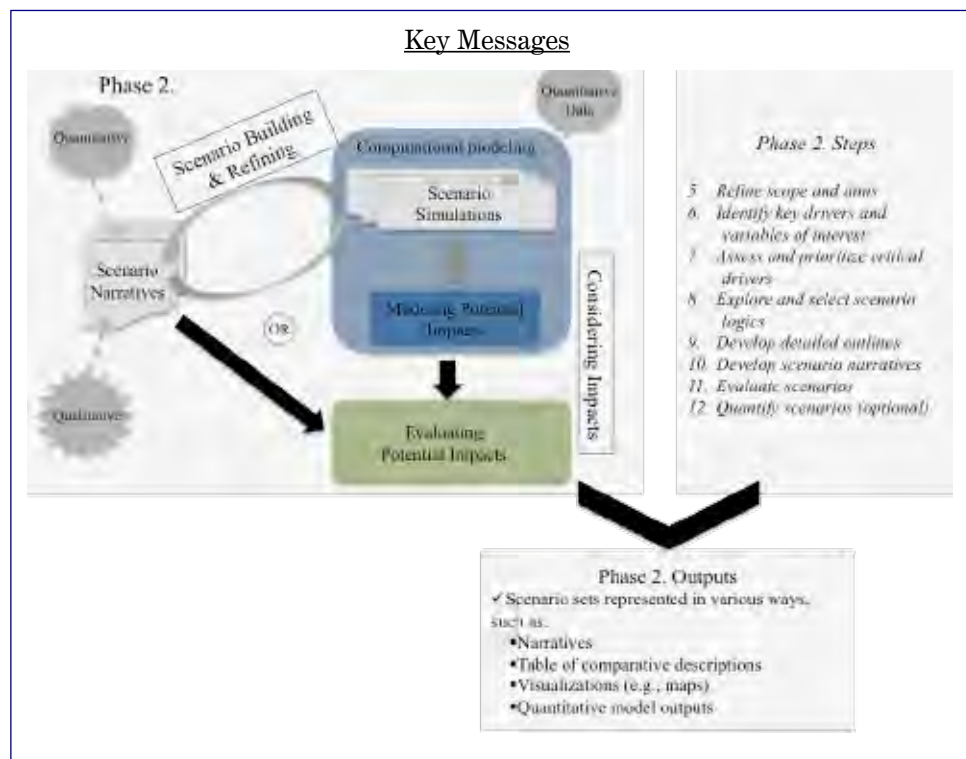 Key Messages
Phase 2.
Quantitative
Data
Quantitative
Scenario Building
& Refining
Computational modeling
Scenario
Simulations
Scenario
Narratives
Modeling Potential
Impacts
OR
Considering Impacts
Qualitative
Evaluating
Potential Impacts
Phase 2. Steps
5. Refine scope and aims
6. Identify key drivers and
variables of interest
7. Assess and prioritize critical
drivers
8. Explore and select scenario
logics
9. Develop detailed outlines
10. Develop scenario narratives
11. Evaluate scenarios
12. Quantify scenarios (optional)
Phase 2. Outputs
✓Scenario sets represented in various ways,
such as:
▪Narratives
▪Table of comparative descriptions
▪Visualizations (e.g., maps)
▪Quantitative model outputs